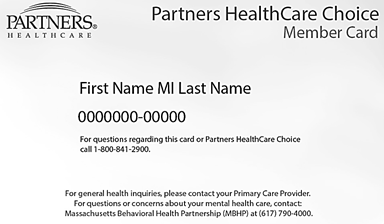 PARTNERS®
HEALTHCARE
Partners HealthCare Choice
Member Card
First Name MI Last Name
0000000-00000
For questions regarding this card or Partners HealthCare Choice
call 1-800-841-2900.
For general health inquiries, please contact your Primary Care Provider.
For questions or concerns about your mental health care, contact:
Massachusetts Behavioral Health Partnership (MBHP) at (617) 790-4000.